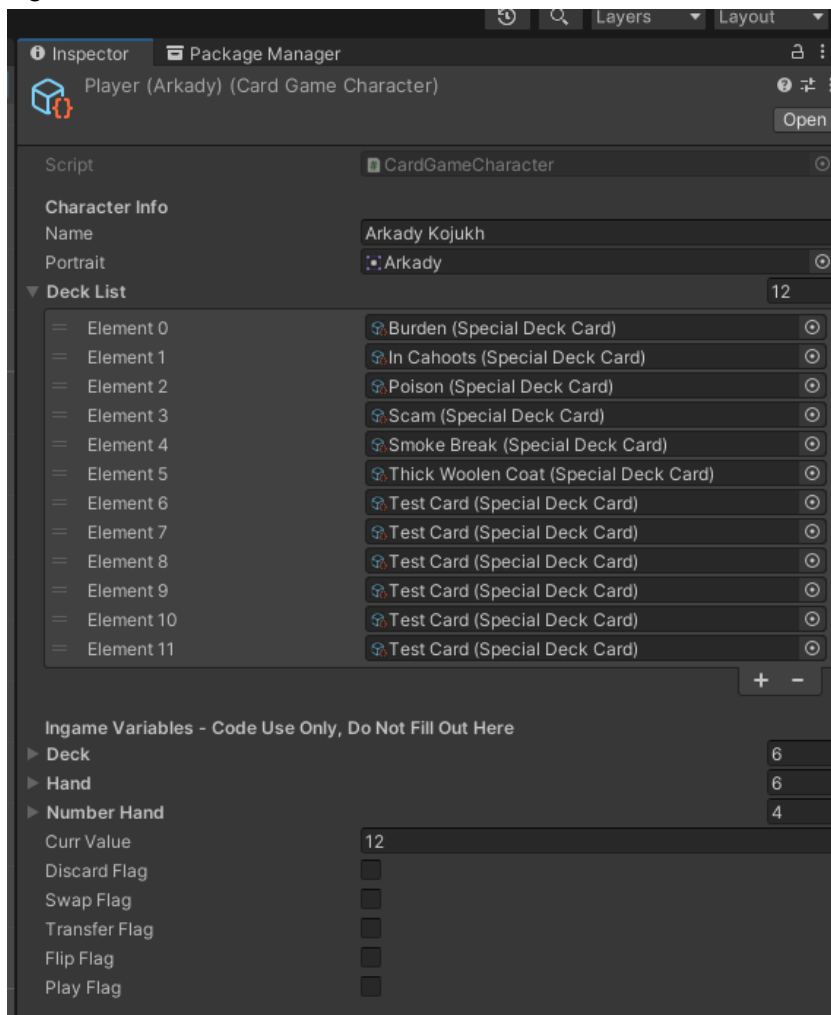 Layers Layout
Inspector Package Manager
Player (Arkady) (Card Game Character)
Open
Script CardGameCharacter
Character Info
Name Arkady Kojukh
Portrait Arkady
Deck List 12
Element 0 Burden (Special Deck Card)
Element 1 In Cahoots (Special Deck Card)
Element 2 Poison (Special Deck Card)
Element 3 Scam (Special Deck Card)
Element 4 Smoke Break (Special Deck Card)
Element 5 Thick Woolen Coat (Special Deck Card)
Element 6 Test Card (Special Deck Card)
Element 7 Test Card (Special Deck Card)
Element 8 Test Card (Special Deck Card)
Element 9 Test Card (Special Deck Card)
Element 10 Test Card (Special Deck Card)
Element 11 Test Card (Special Deck Card)
+ -
Ingame Variables - Code Use Only, Do Not Fill Out Here
Deck 6
Hand 6
Number Hand 4
Curr Value 12
Discard Flag
Swap Flag
Transfer Flag
Flip Flag
Play Flag